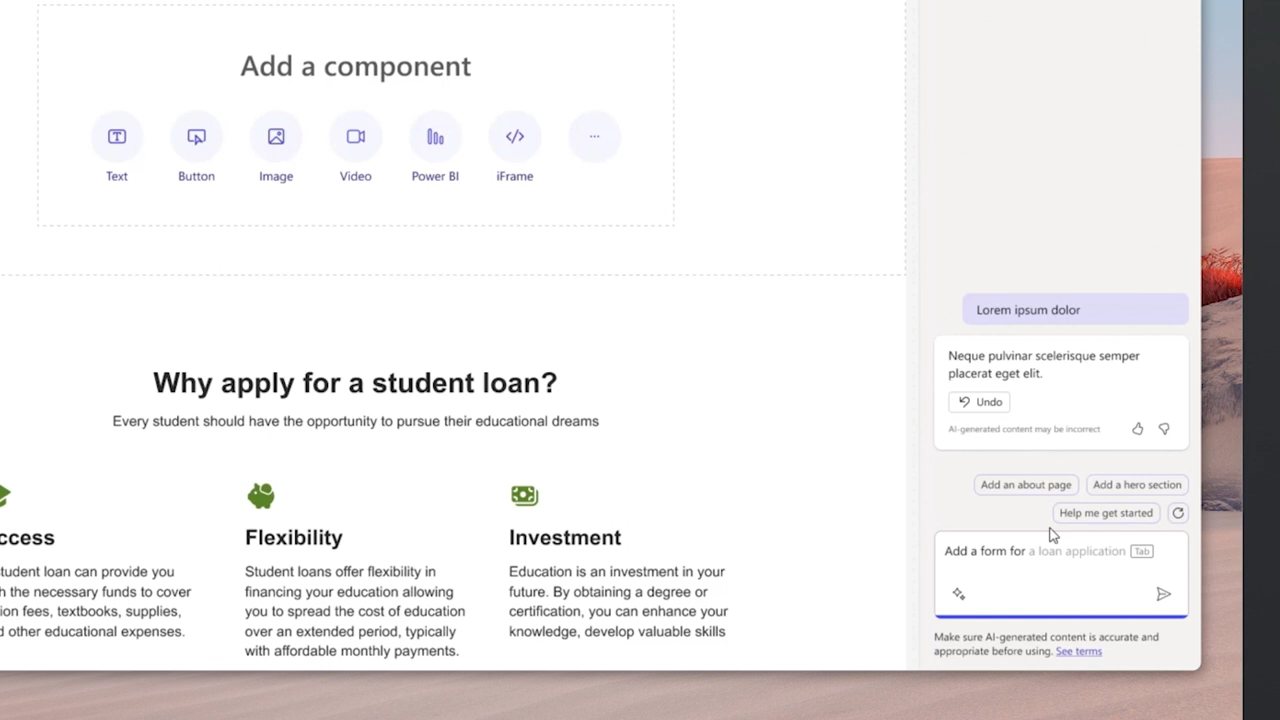 Add a component
Text
Button
Image
Video
Power BI
iFrame
Why apply for a student loan?
Every student should have the opportunity to pursue their educational dreams
ccess
tudent loan can provide you
h the necessary funds to cover
ion fees, textbooks, supplies,
d other educational expenses.
Flexibility
Student loans offer flexibility in
financing your education allowing
you to spread the cost of education
over an extended period, typically
with affordable monthly payments.
Investment
Education is an investment in your
future. By obtaining a degree or
certification, you can enhance your
knowledge, develop valuable skills
Lorem ipsum dolor
Neque pulvinar scelerisque semper
placerat eget elit.
Undo
AI-generated content may be incorrect
Add an about page
Add a hero section
Help me get started
Add a form for a loan application Tab
Make sure AI-generated content is accurate and
appropriate before using. See terms